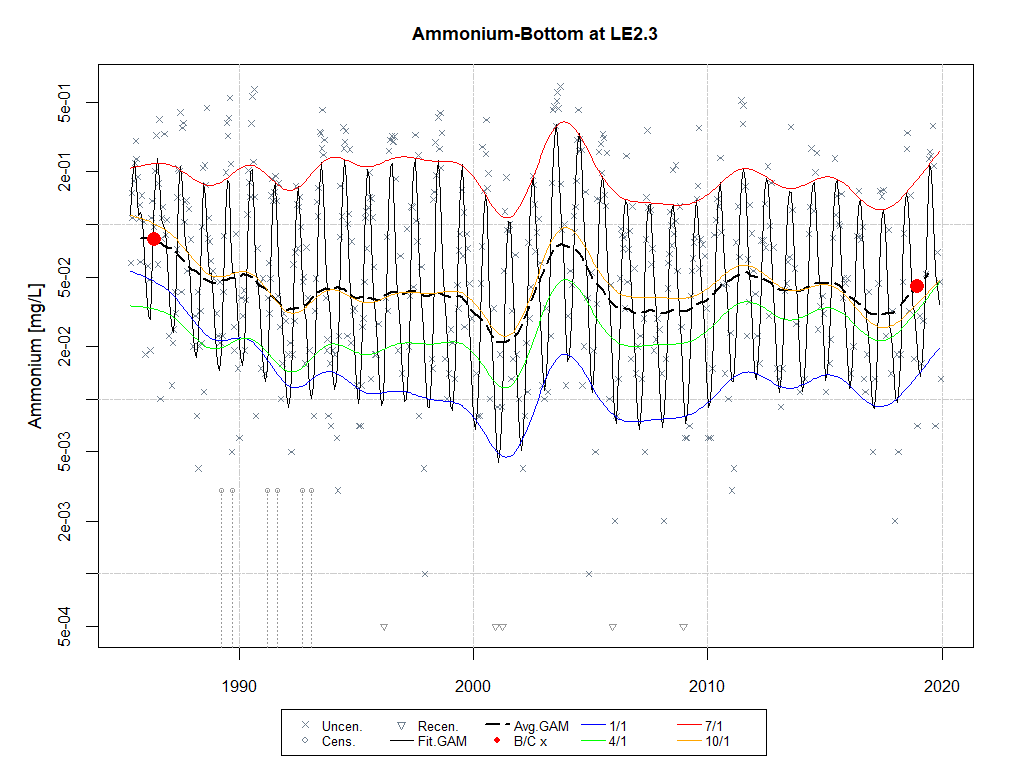 Ammonium-Bottom at LE2.3
Ammonium [mg/L]
5e-01
2e-01
5e-02
2e-02
5e-03
2e-03
5e-04
1990 2000 2010 2020
Uncen. Recen. Avg.GAM 1/1 7/1
Cens. Fit.GAM B/C x 4/1 10/1